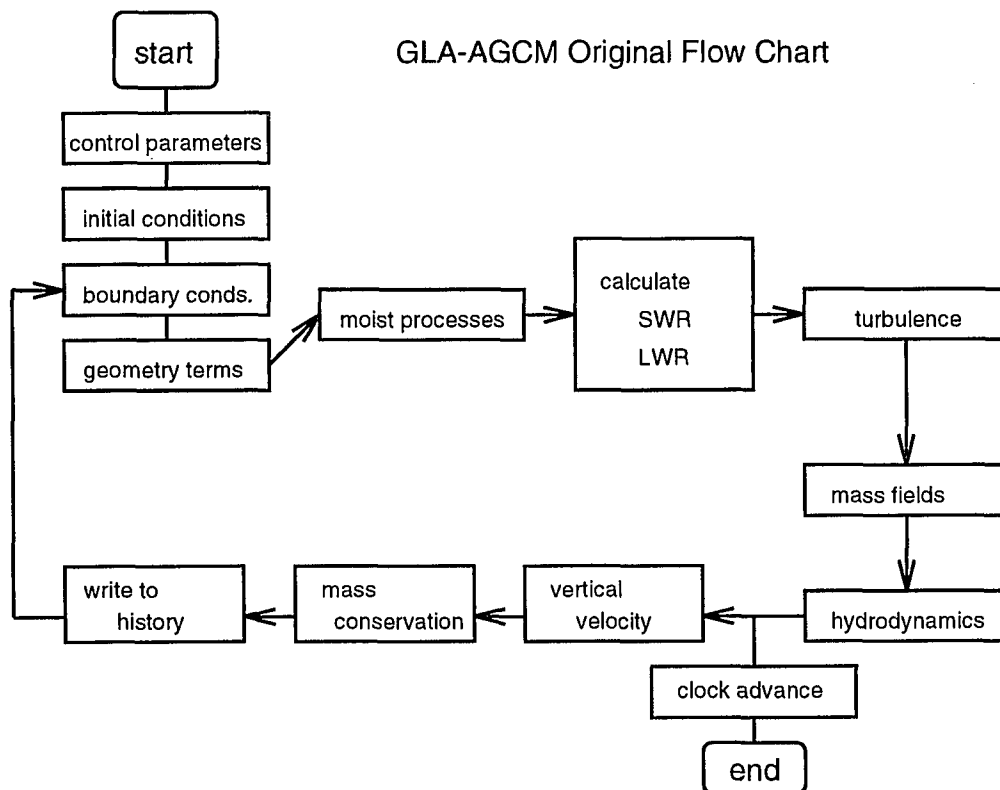 start
GLA-AGCM Original Flow Chart
control parameters
initial conditions
boundary conds.
geometry terms
moist processes
calculate
SWR
LWR
turbulence
mass fields
hydrodynamics
vertical
velocity
mass
conservation
write to
history
clock advance
end